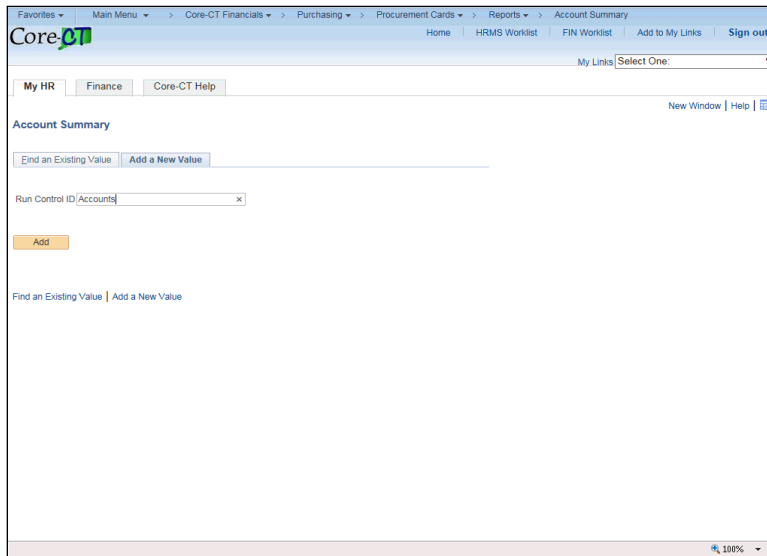 Favorites Main Menu > Core-CT Financials > Purchasing > Procurement Cards > Reports > Account Summary
Core-CT Home HRMS Worklist FIN Worklist Add to My Links Sign out
My Links Select One:
My HR Finance Core-CT Help
New Window | Help |
Account Summary
Find an Existing Value Add a New Value
Run Control ID Accounts ×
Add
Find an Existing Value | Add a New Value
100%